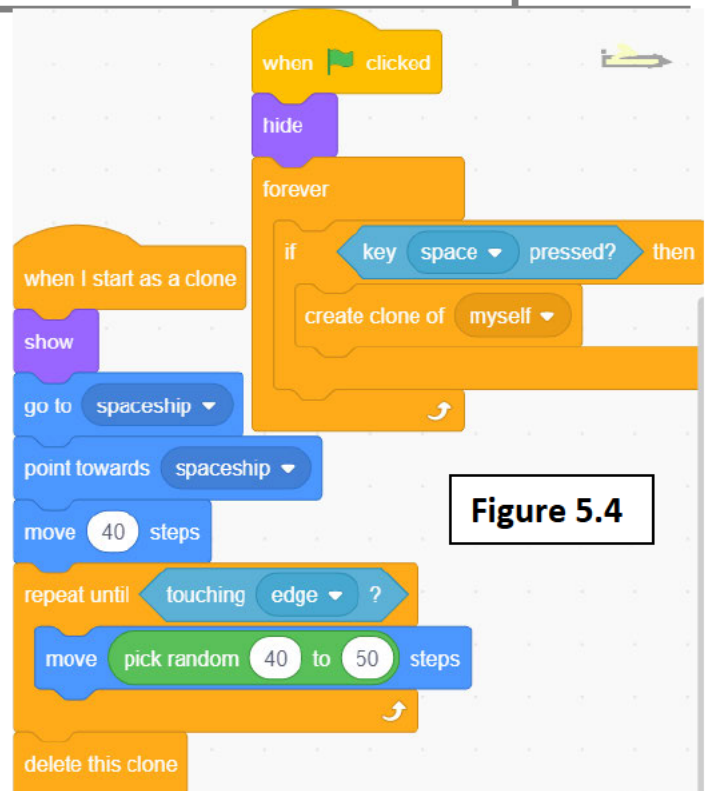 when clicked
hide
forever
if key space pressed? then
create clone of myself
when I start as a clone
show
go to spaceship
point towards spaceship
move 40 steps
repeat until touching edge ?
move pick random 40 to 50 steps
delete this clone
Figure 5.4